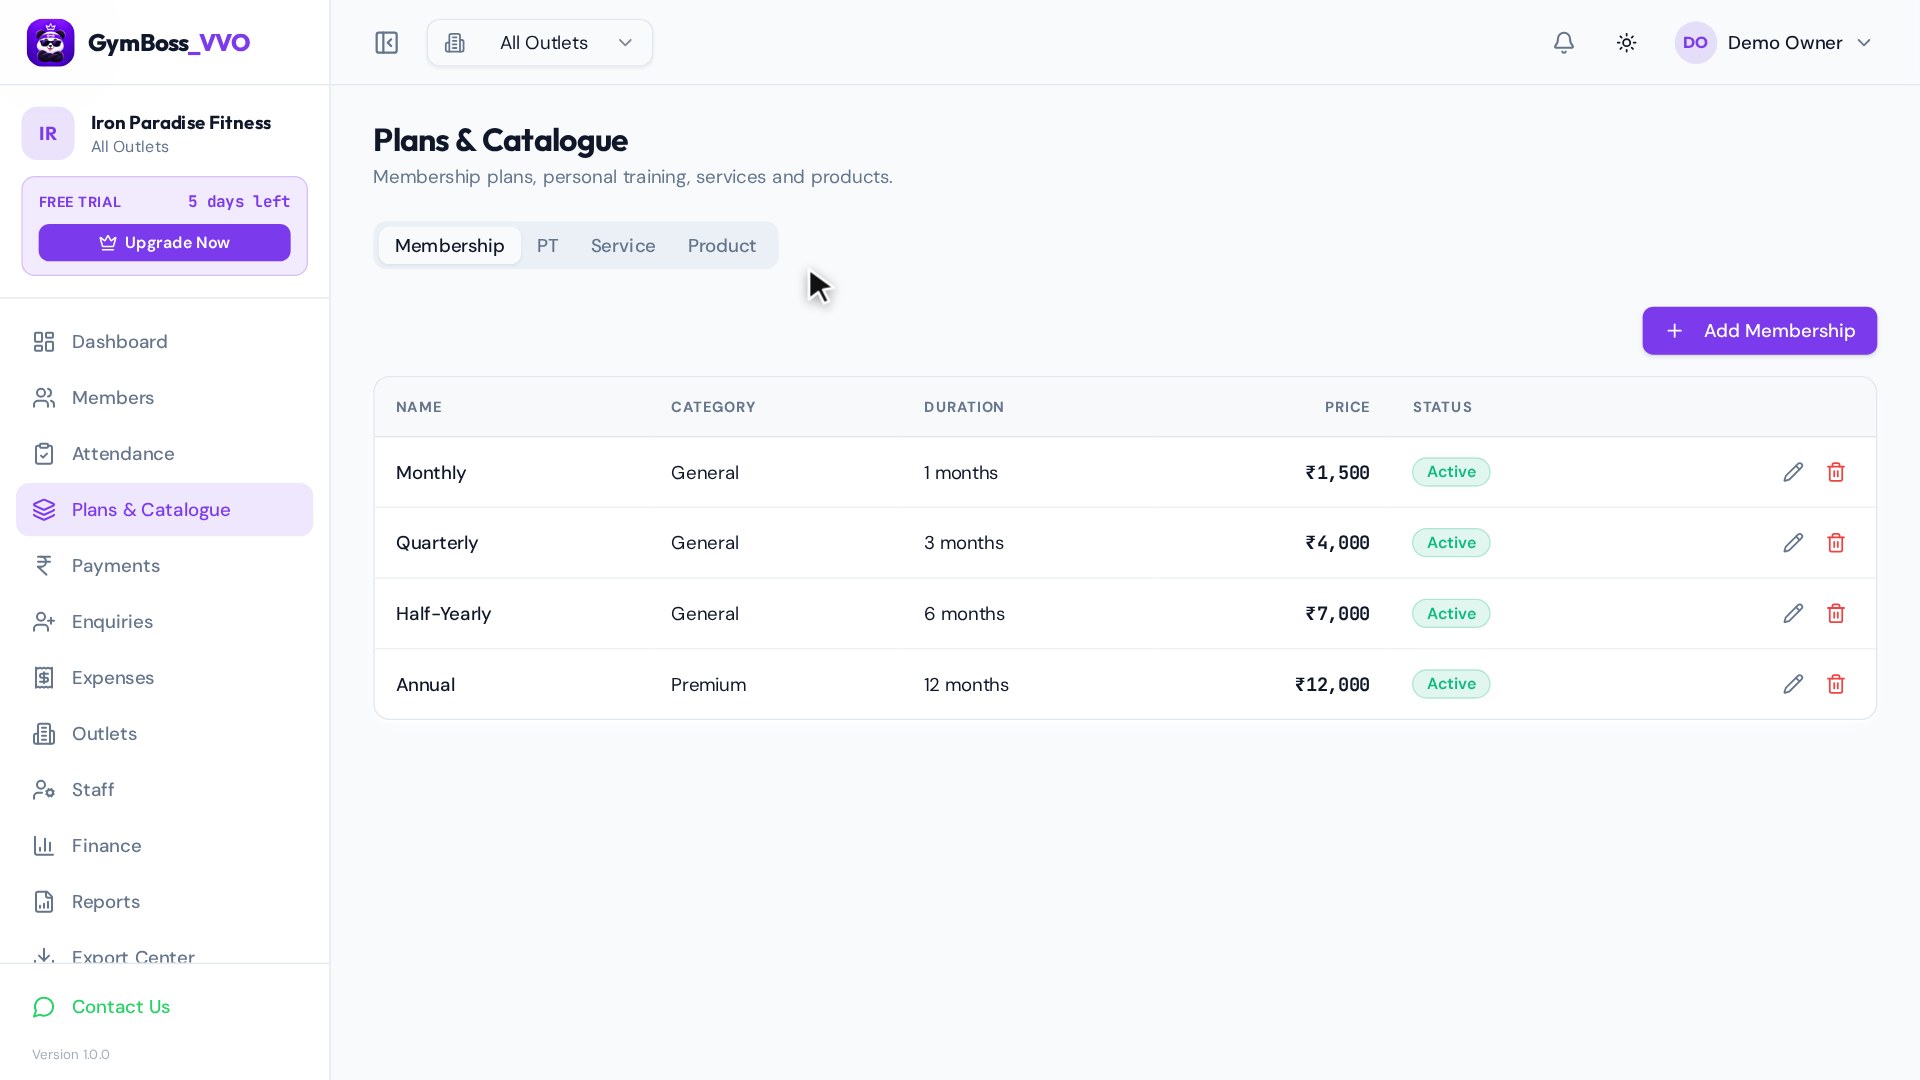 GymBoss_VVO
All Outlets
DO
Demo Owner
IR
Iron Paradise Fitness
All Outlets
FREE TRIAL
5 days left
Upgrade Now
Dashboard
Members
Attendance
Plans & Catalogue
Payments
Enquiries
Expenses
Outlets
Staff
Finance
Reports
Export Center
Contact Us
Version 1.0.0
Plans & Catalogue
Membership plans, personal training, services and products.
Membership PT Service Product
Add Membership
NAME CATEGORY DURATION PRICE STATUS
Monthly General 1 months ₹1,500 Active
Quarterly General 3 months ₹4,000 Active
Half-Yearly General 6 months ₹7,000 Active
Annual Premium 12 months ₹12,000 Active